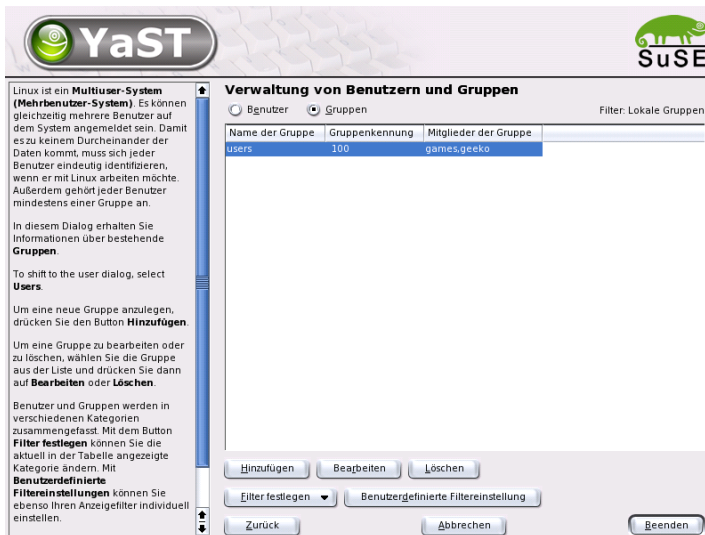 YaST
SuSE
Linux ist ein Multiuser-System
(Mehrbenutzer-System). Es können
gleichzeitig mehrere Benutzer auf
dem System angemeldet sein. Damit
es zu keinem Durcheinander der
Daten kommt, muss sich jeder
Benutzer eindeutig identifizieren,
wenn er mit Linux arbeiten möchte.
Außerdem gehört jeder Benutzer
mindestens einer Gruppe an.
In diesem Dialog erhalten Sie
Informationen über bestehende
Gruppen.
To shift to the user dialog, select
Users.
Um eine neue Gruppe anzulegen,
drücken Sie den Button Hinzufügen.
Um eine Gruppe zu bearbeiten oder
zu löschen, wählen Sie die Gruppe
aus der Liste und drücken Sie dann
auf Bearbeiten oder Löschen.
Benutzer und Gruppen werden in
verschiedenen Kategorien
zusammengefasst. Mit dem Button
Filter festlegen können Sie die
aktuell in der Tabelle angezeigte
Kategorie ändern. Mit
Benutzerdefinierte
Filtereinstellungen können Sie
ebenso Ihren Anzeigefilter individuell
einstellen.
Verwaltung von Benutzern und Gruppen
Benutzer Gruppen Filter: Lokale Gruppen
Name der Gruppe Gruppenkennung Mitglieder der Gruppe
users 100 games,geeko
Hinzufügen Bearbeiten Löschen
Filter festlegen Benutzerdefinierte Filtereinstellung
Zurück Abbrechen Beenden